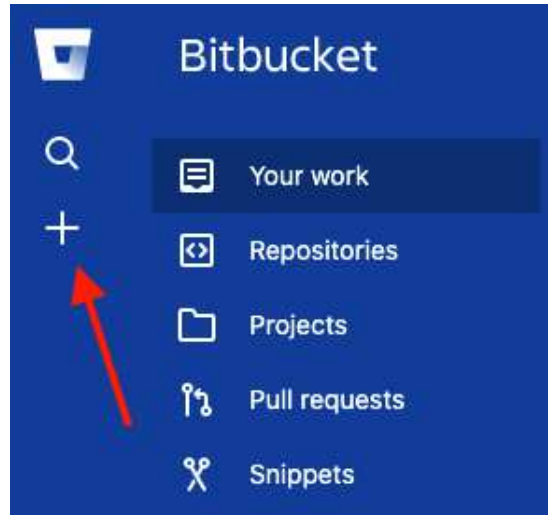 Bitbucket
Your work
Repositories
Projects
Pull requests
Snippets